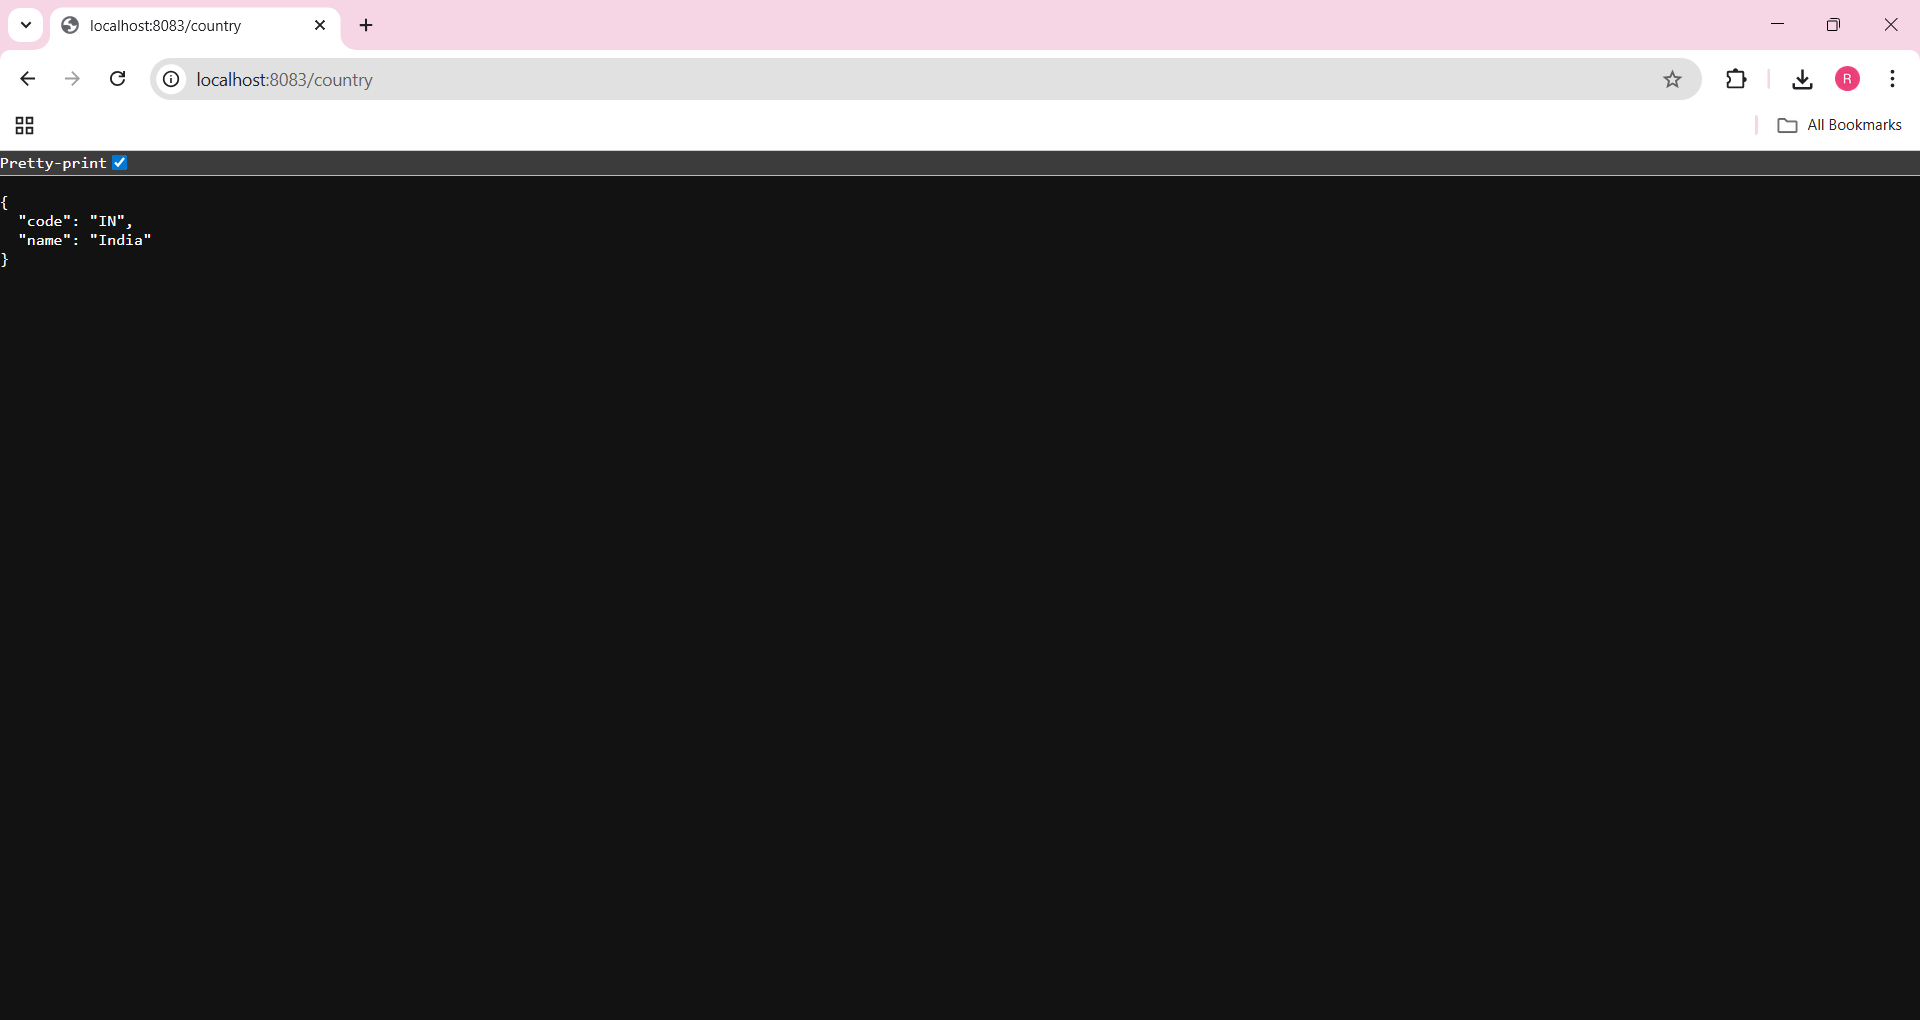 localhost:8083/country
localhost:8083/country
R
All Bookmarks
Pretty-print
{
"code": "IN",
"name": "India"
}